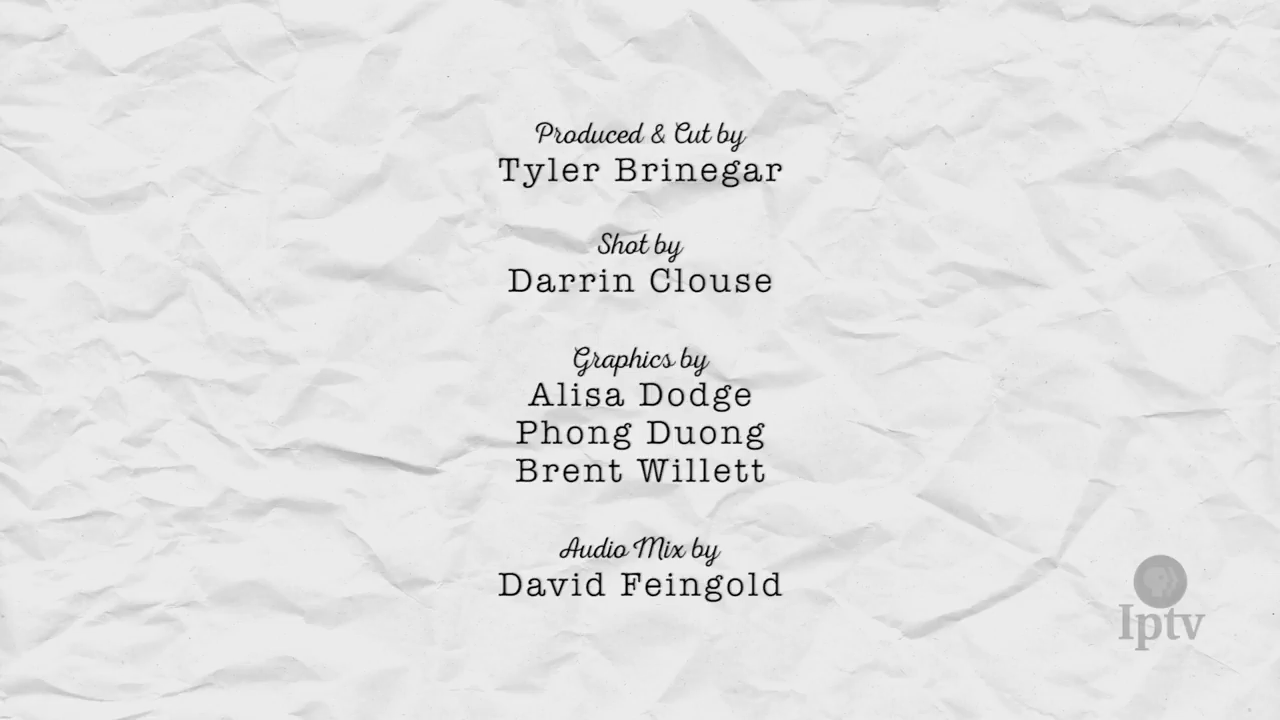 Produced & Cut by
Tyler Brinegar
Shot by
Darrin Clouse
Graphics by
Alisa Dodge
Phong Duong
Brent Willett
Audio Mix by
David Feingold
Iptv